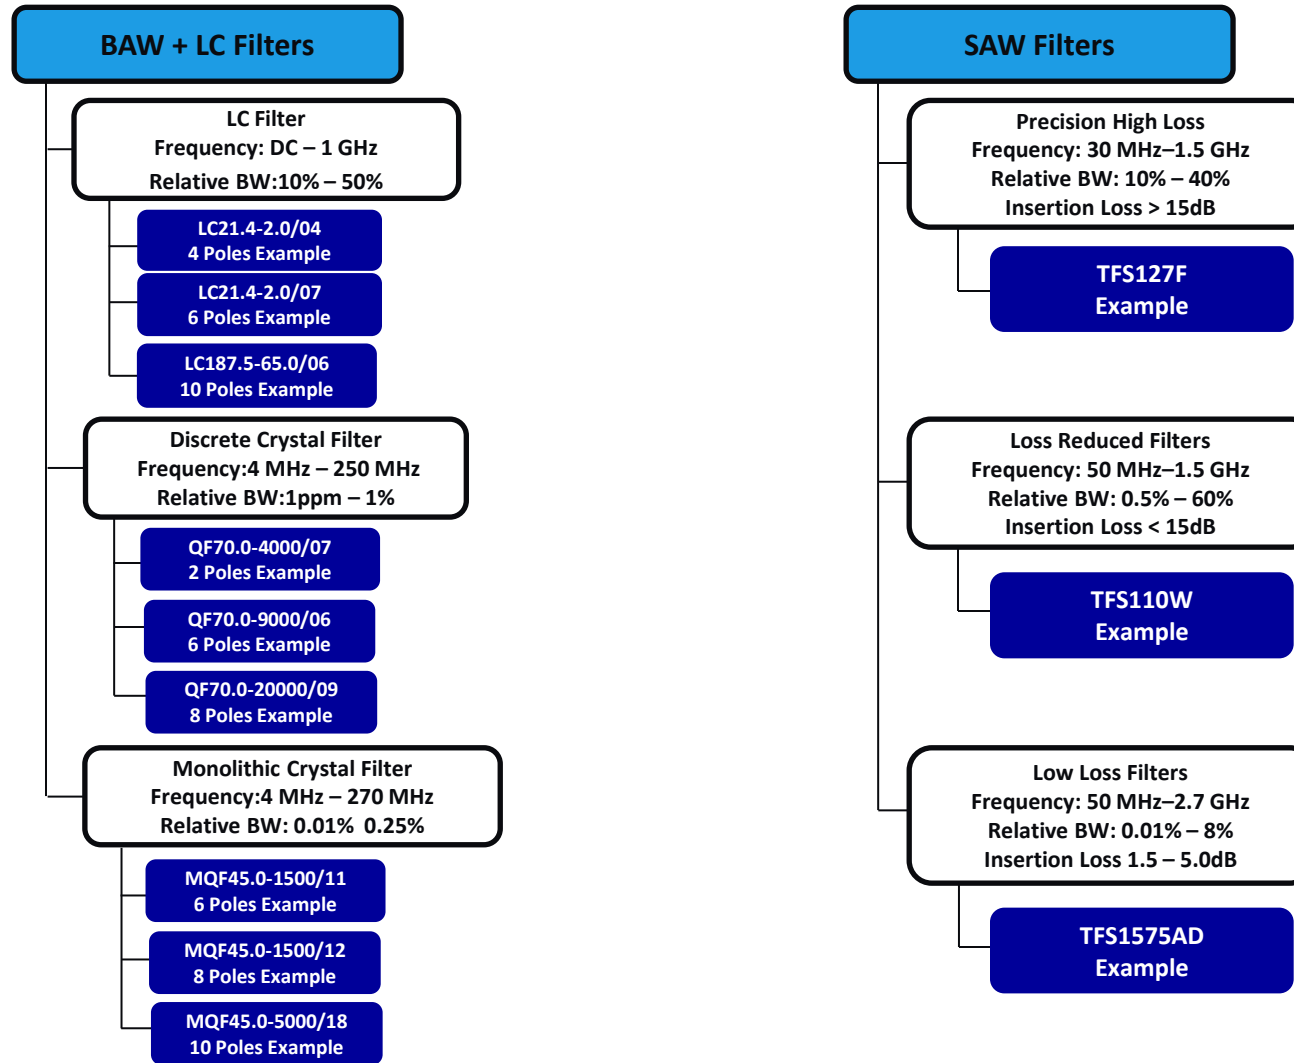 BAW + LC Filters
LC Filter
Frequency: DC – 1 GHz
Relative BW:10% – 50%
LC21.4-2.0/04
4 Poles Example
LC21.4-2.0/07
6 Poles Example
LC187.5-65.0/06
10 Poles Example
Discrete Crystal Filter
Frequency:4 MHz – 250 MHz
Relative BW:1ppm – 1%
QF70.0-4000/07
2 Poles Example
QF70.0-9000/06
6 Poles Example
QF70.0-20000/09
8 Poles Example
Monolithic Crystal Filter
Frequency:4 MHz – 270 MHz
Relative BW: 0.01% 0.25%
MQF45.0-1500/11
6 Poles Example
MQF45.0-1500/12
8 Poles Example
MQF45.0-5000/18
10 Poles Example
SAW Filters
Precision High Loss
Frequency: 30 MHz–1.5 GHz
Relative BW: 10% – 40%
Insertion Loss > 15dB
TFS127F
Example
Loss Reduced Filters
Frequency: 50 MHz–1.5 GHz
Relative BW: 0.5% – 60%
Insertion Loss < 15dB
TFS110W
Example
Low Loss Filters
Frequency: 50 MHz–2.7 GHz
Relative BW: 0.01% – 8%
Insertion Loss 1.5 – 5.0dB
TFS1575AD
Example